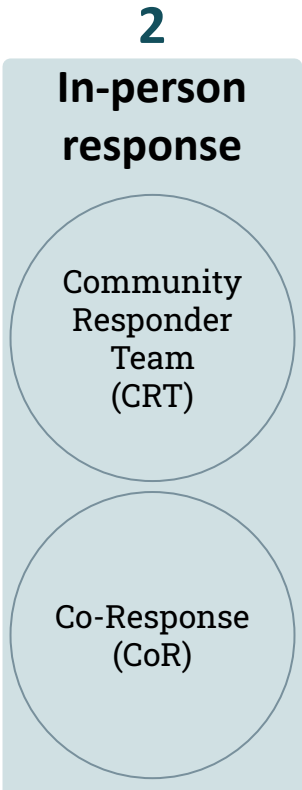 2
In-person
response
Community
Responder
Team
(CRT)
Co-Response
(CoR)